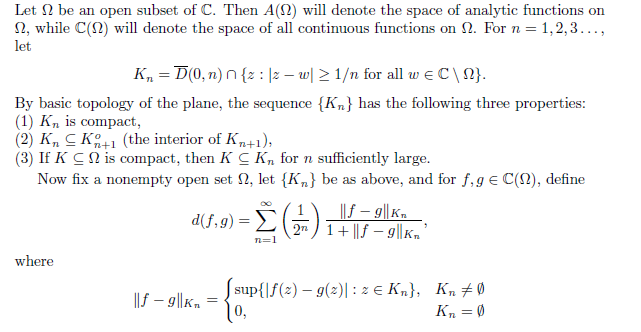 Let Ω be an open subset of ℂ. Then A(Ω) will denote the space of analytic functions on
Ω, while ℂ(Ω) will denote the space of all continuous functions on Ω. For n = 1, 2, 3 . . . ,
let
K_n = D̅(0, n) ∩ {z : |z − w| ≥ 1/n for all w ∈ ℂ \ Ω}.
By basic topology of the plane, the sequence {K_n} has the following three properties:
(1) K_n is compact,
(2) K_n ⊆ K°_{n+1} (the interior of K_{n+1}),
(3) If K ⊆ Ω is compact, then K ⊆ K_n for n sufficiently large.
Now fix a nonempty open set Ω, let {K_n} be as above, and for f, g ∈ ℂ(Ω), define
d(f, g) = ∑_{n=1}^{∞} (1/2^n) ‖f − g‖_{K_n} / (1 + ‖f − g‖_{K_n}),
where
‖f − g‖_{K_n} = { sup{|f(z) − g(z)| : z ∈ K_n}, K_n ≠ ∅
0, K_n = ∅